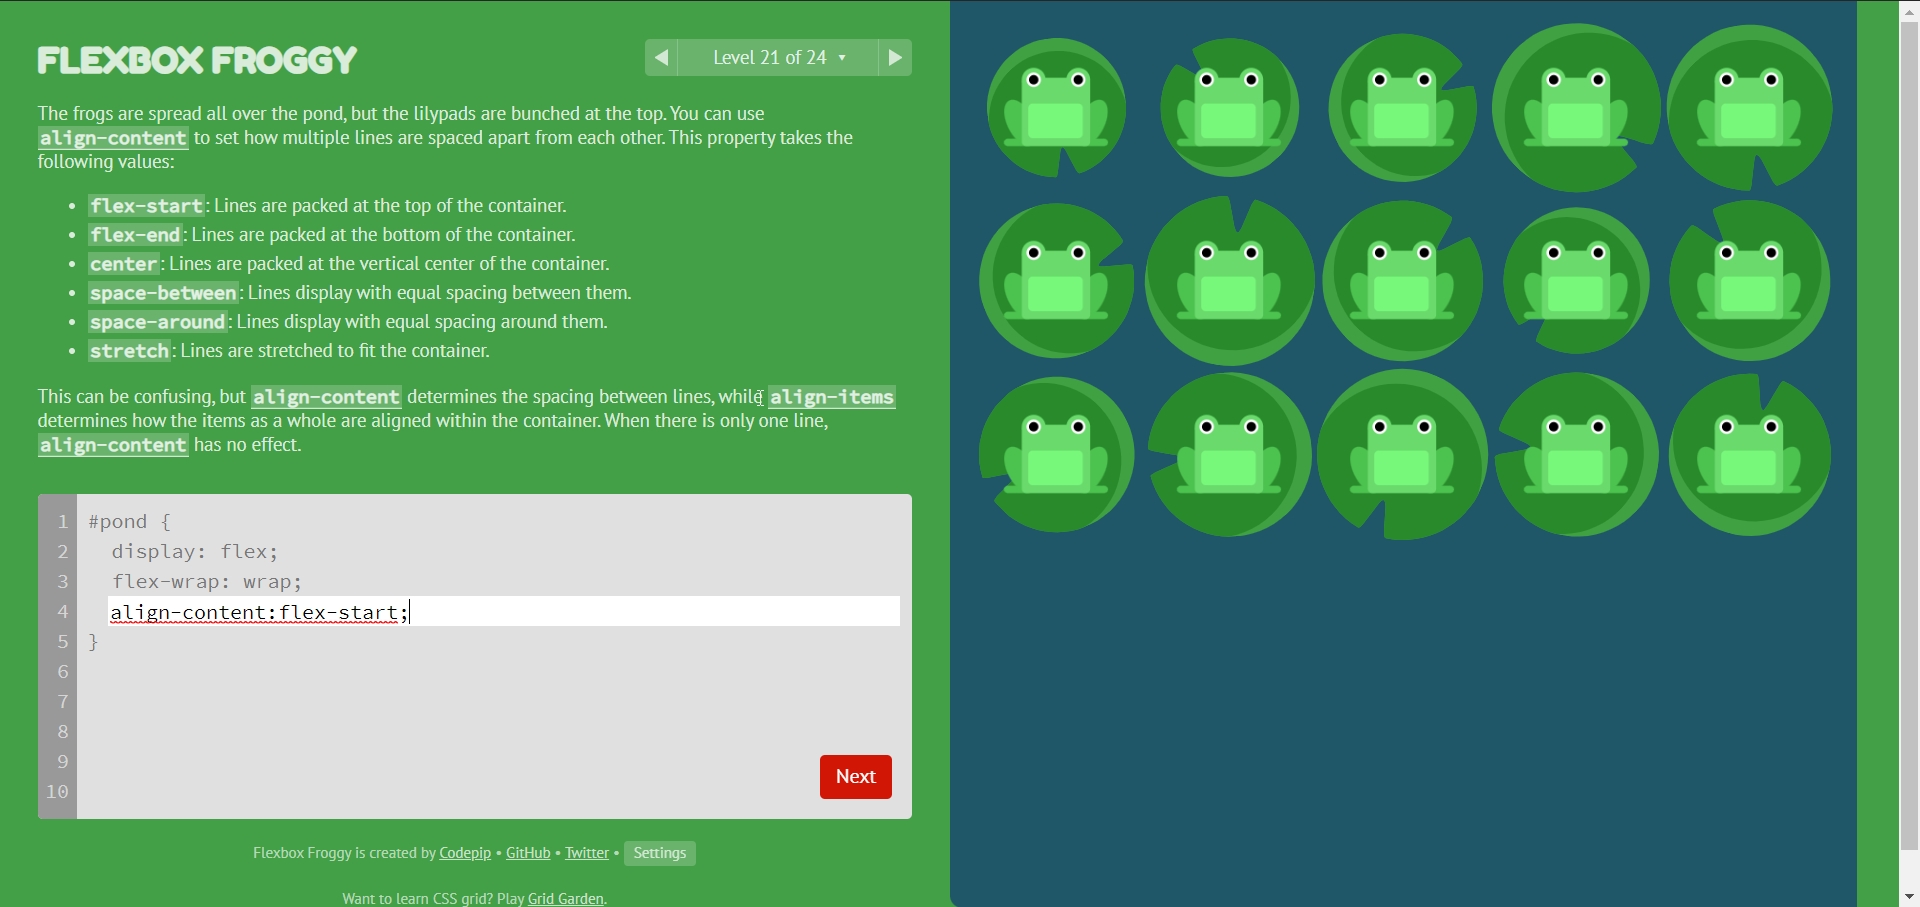 FLEXBOX FROGGY
Level 21 of 24
The frogs are spread all over the pond, but the lilypads are bunched at the top. You can use
align-content to set how multiple lines are spaced apart from each other. This property takes the
following values:
• flex-start: Lines are packed at the top of the container.
• flex-end: Lines are packed at the bottom of the container.
• center: Lines are packed at the vertical center of the container.
• space-between: Lines display with equal spacing between them.
• space-around: Lines display with equal spacing around them.
• stretch: Lines are stretched to fit the container.
This can be confusing, but align-content determines the spacing between lines, while align-items
determines how the items as a whole are aligned within the container. When there is only one line,
align-content has no effect.
1 #pond {
2 display: flex;
3 flex-wrap: wrap;
4 align-content:flex-start;
5 }
6
7
8
9
10
Next
Flexbox Froggy is created by Codepip • GitHub • Twitter • Settings
Want to learn CSS grid? Play Grid Garden.